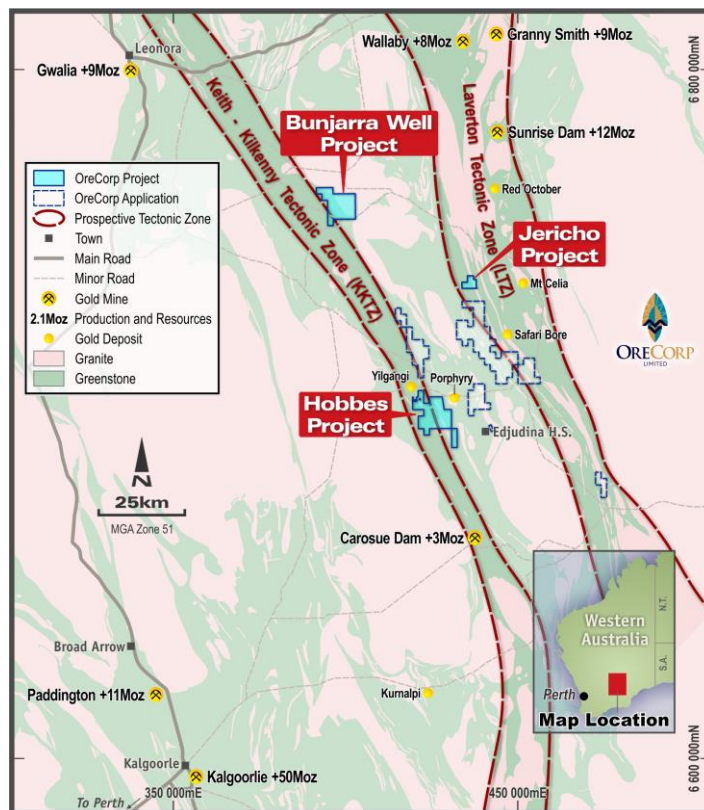 Leonora
Gwalia +9Moz
Wallaby +8Moz
Granny Smith +9Moz
6 800 000mN
Keith - Kilkenny Tectonic Zone (KKTZ)
Laverton Tectonic Zone (LTZ)
Bunjarra Well
Project
Sunrise Dam +12Moz
Red October
OreCorp Project
OreCorp Application
Prospective Tectonic Zone
Town
Main Road
Minor Road
Gold Mine
2.1Moz Production and Resources
Gold Deposit
Granite
Greenstone
Jericho
Project
Mt Celia
Safari Bore
ORECORP
LIMITED
Yilgangi
Porphyry
Hobbes
Project
Edjudina H.S.
N
25km
MGA Zone 51
Carosue Dam +3Moz
Western
Australia
N.T.
S.A.
Perth
Map Location
Broad Arrow
Paddington +11Moz
Kurnalpi
Kalgoorle
Kalgoorlie +50Moz
To Perth
350 000mE
450 000mE
6 600 000mN